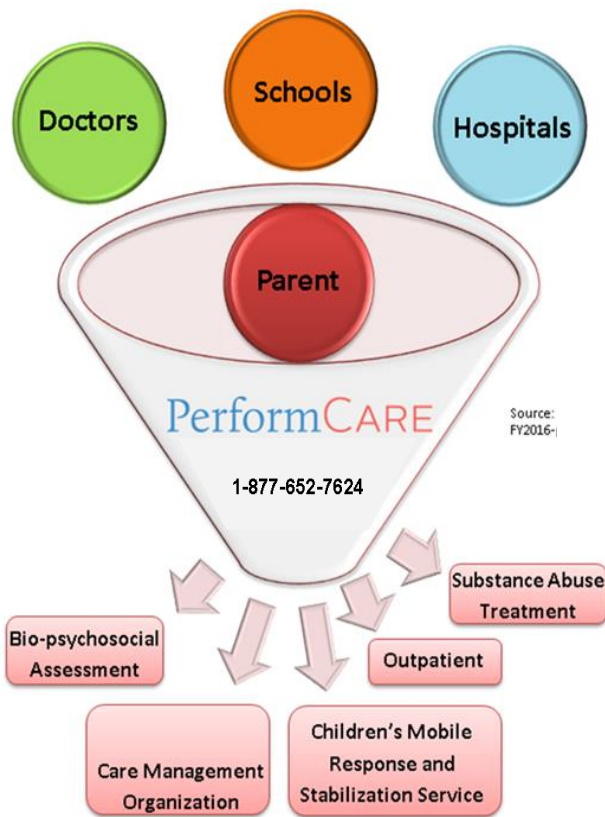 Doctors
Schools
Hospitals
Parent
PerformCARE
Source:
FY2016-
1-877-652-7624
Substance Abuse
Treatment
Bio-psychosocial
Assessment
Outpatient
Care Management
Organization
Children's Mobile
Response and
Stabilization Service